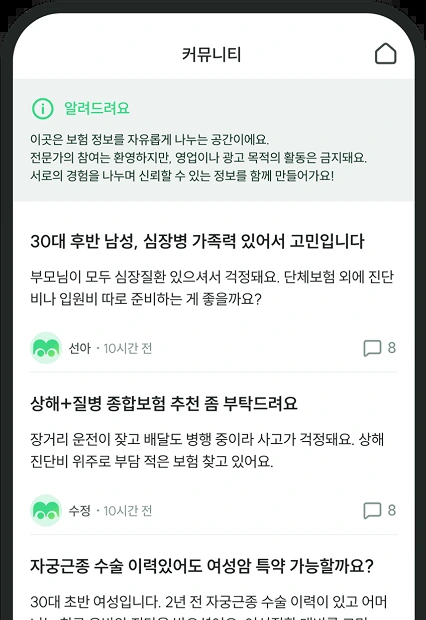 커뮤니티
알려드려요
이곳은 보험 정보를 자유롭게 나누는 공간이에요.
전문가의 참여는 환영하지만, 영업이나 광고 목적의 활동은 금지돼요.
서로의 경험을 나누며 신뢰할 수 있는 정보를 함께 만들어가요!
30대 후반 남성, 심장병 가족력 있어서 고민입니다
부모님이 모두 심장질환 있으셔서 걱정돼요. 단체보험 외에 진단
비나 입원비 따로 준비하는 게 좋을까요?
선아 · 10시간 전 8
상해+질병 종합보험 추천 좀 부탁드려요
장거리 운전이 잦고 배달도 병행 중이라 사고가 걱정돼요. 상해
진단비 위주로 부담 적은 보험 찾고 있어요.
수정 · 10시간 전 8
자궁근종 수술 이력있어도 여성암 특약 가능할까요?
30대 초반 여성입니다. 2년 전 자궁근종 수술 이력이 있고 어머